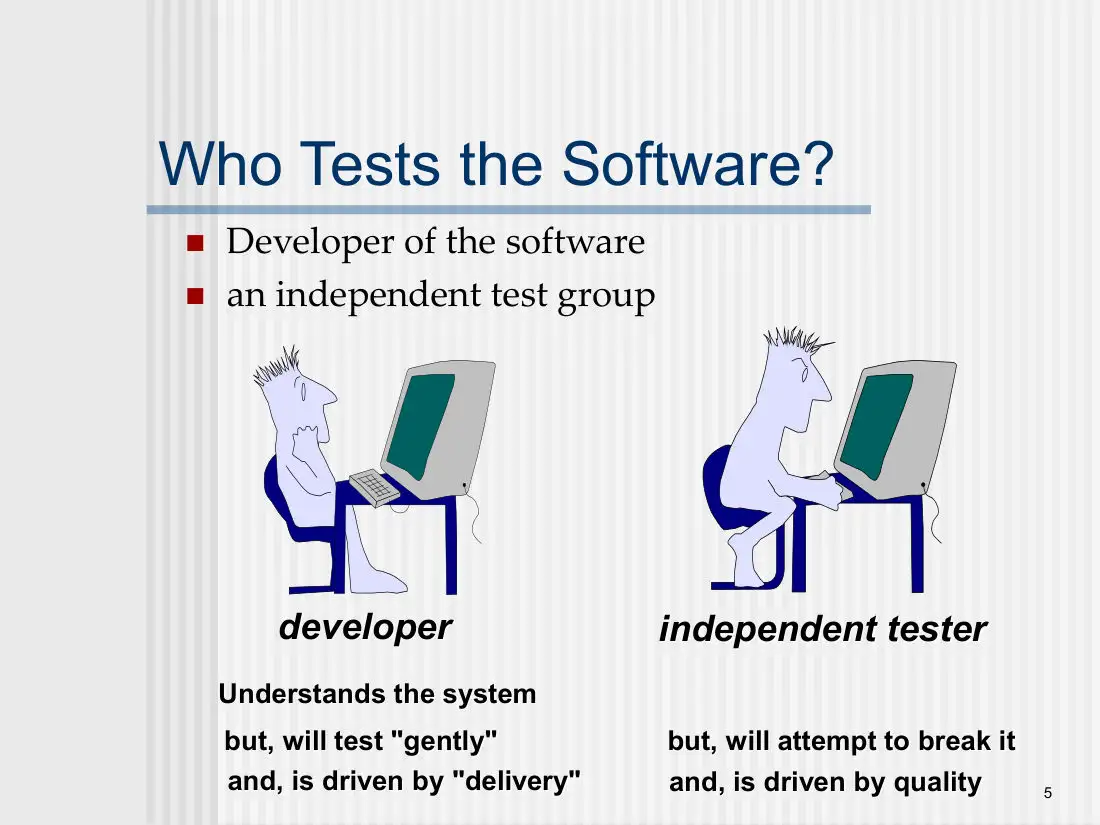 Who Tests the Software?
Developer of the software
an independent test group
developer
independent tester
Understands the system
but, will test "gently"
and, is driven by "delivery"
but, will attempt to break it
and, is driven by quality
5